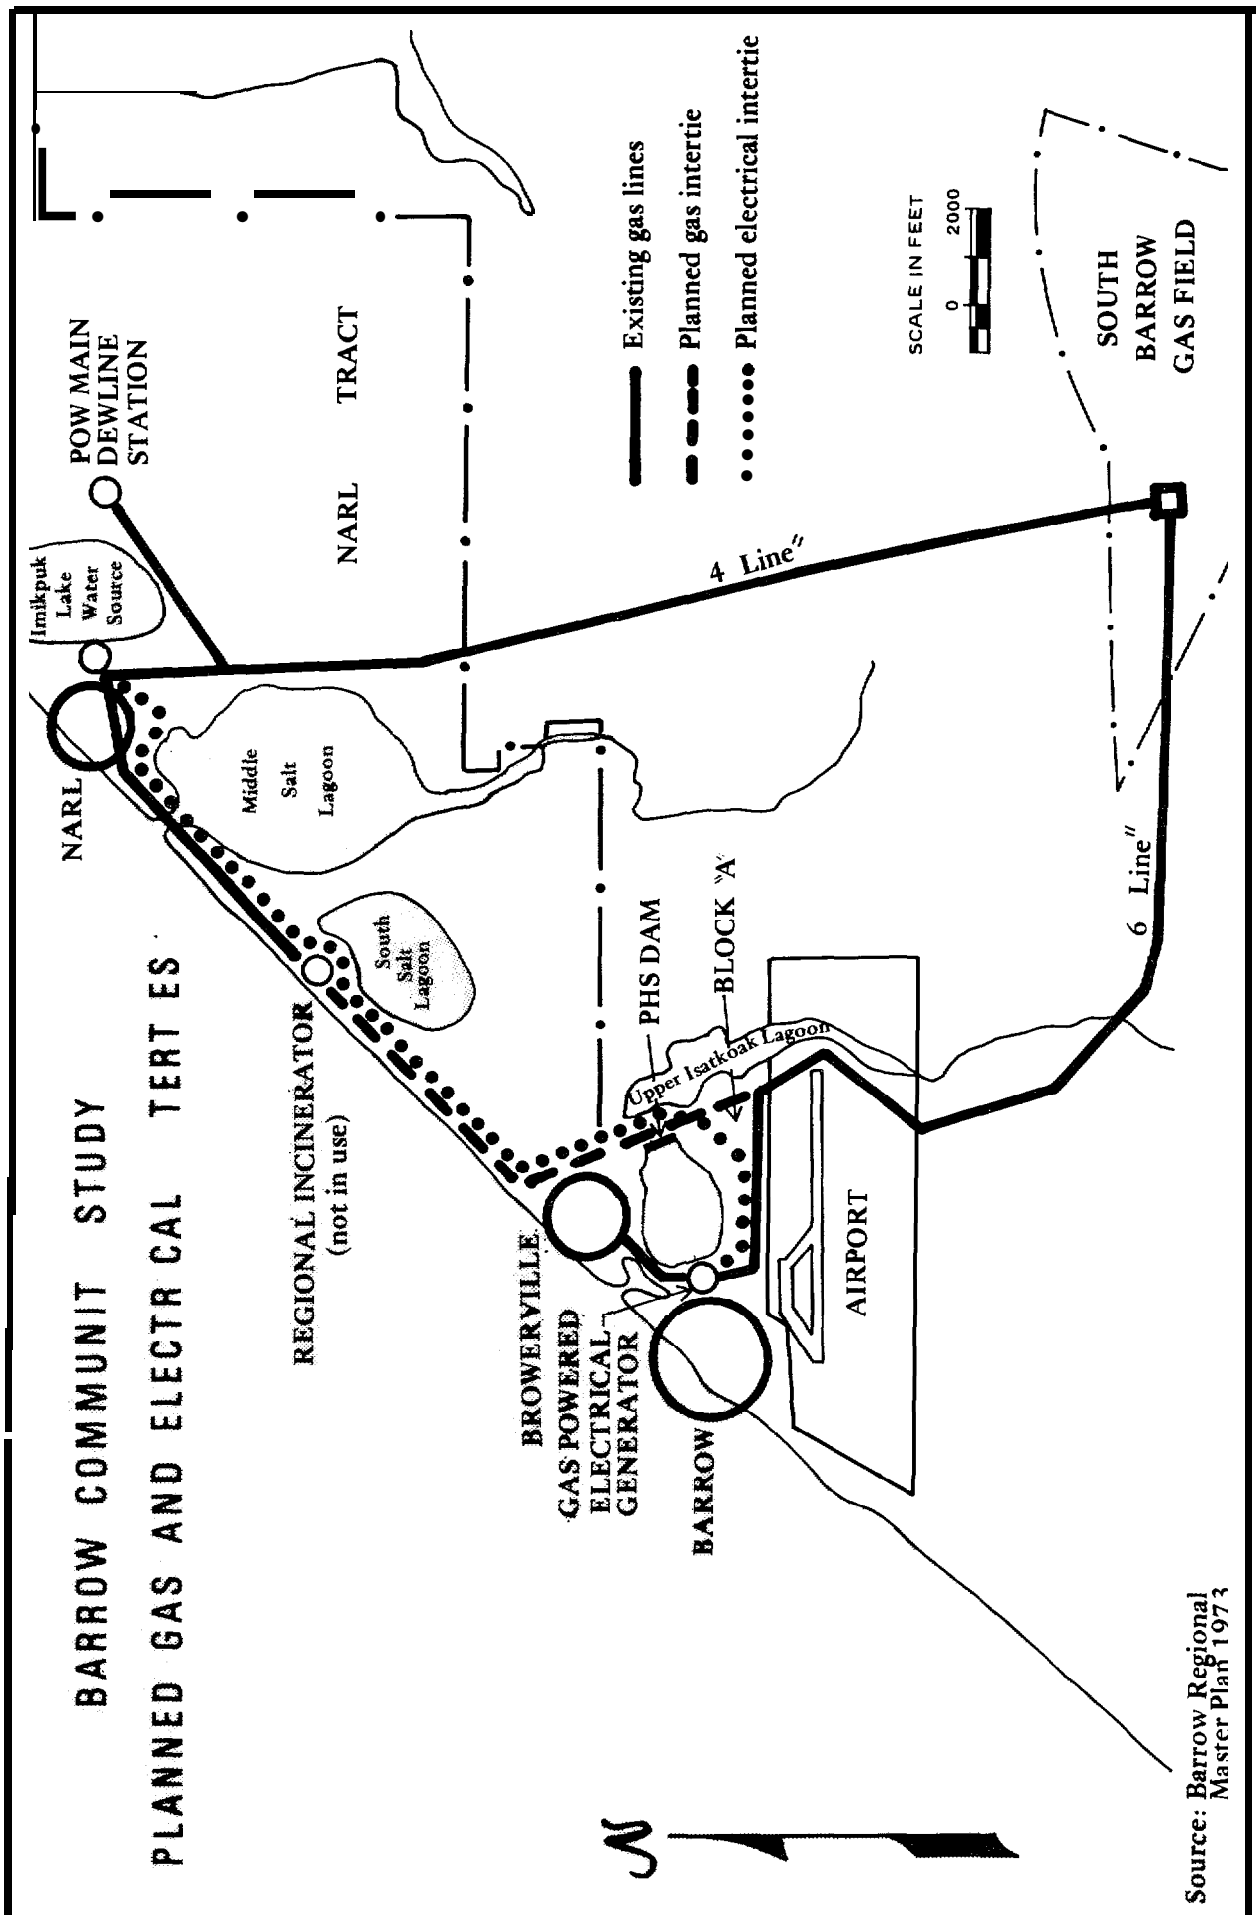 BARROW COMMUNIT STUDY
PLANNED GAS AND ELECTR CAL TERT ES
NARL
Imikpuk
Lake
Water
Source
POW MAIN
DEWLINE
STATION
Middle
Salt
Lagoon
NARL TRACT
REGIONAL INCINERATOR
(not in use)
South
Salt
Lagoon
BROWERVILLE
GAS POWERED
ELECTRICAL
GENERATOR
BARROW
PHS DAM
BLOCK "A"
Upper Isatkoak Lagoon
AIRPORT
4 Line"
6 Line"
Existing gas lines
Planned gas intertie
Planned electrical intertie
SCALE IN FEET
0 2000
SOUTH
BARROW
GAS FIELD
N
Source: Barrow Regional
Master Plan 1973